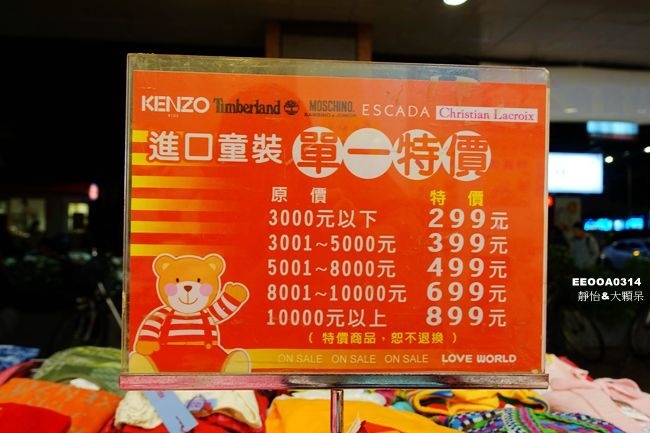 KENZO Timberland MOSCHINO. ESCADA Christian Lacroix
KIDS BAMBINO & JUNIOR
進口童裝 單一特價
原價 特價
3000元以下 299元
3001~5000元 399元
5001~8000元 499元
8001~10000元 699元
10000元以上 899元
( 特價商品，恕不退換 )
ON SALE ON SALE ON SALE LOVE WORLD
EEOOA0314
靜怡&大顆呆